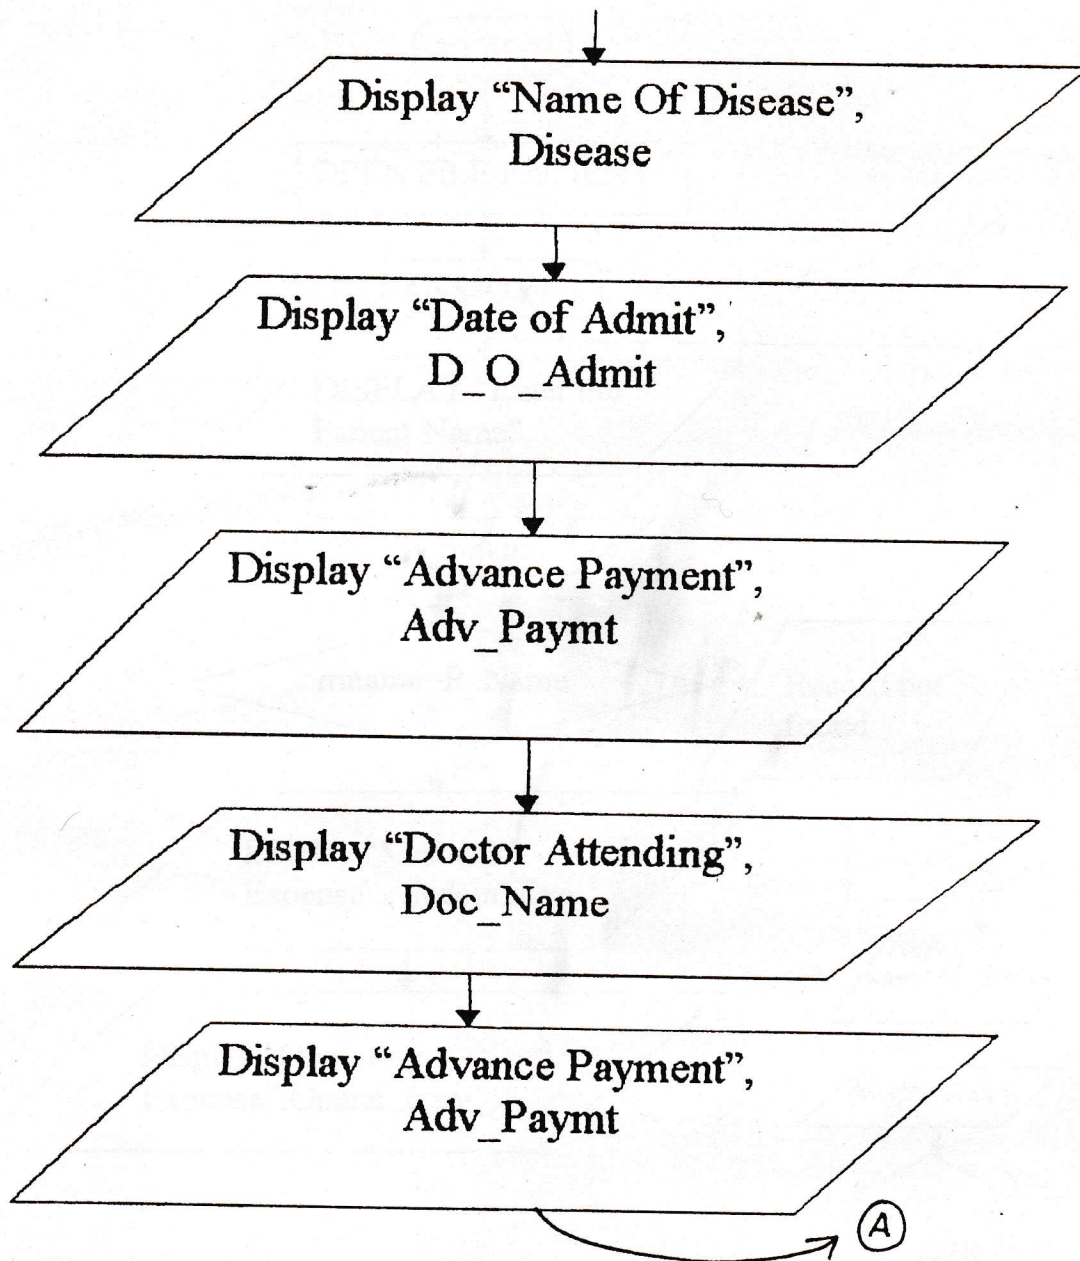 Display “Name Of Disease”,
Disease
Display “Date of Admit”,
D_O_Admit
Display “Advance Payment”,
Adv_Paymt
Display “Doctor Attending”,
Doc_Name
Display “Advance Payment”,
Adv_Paymt
A